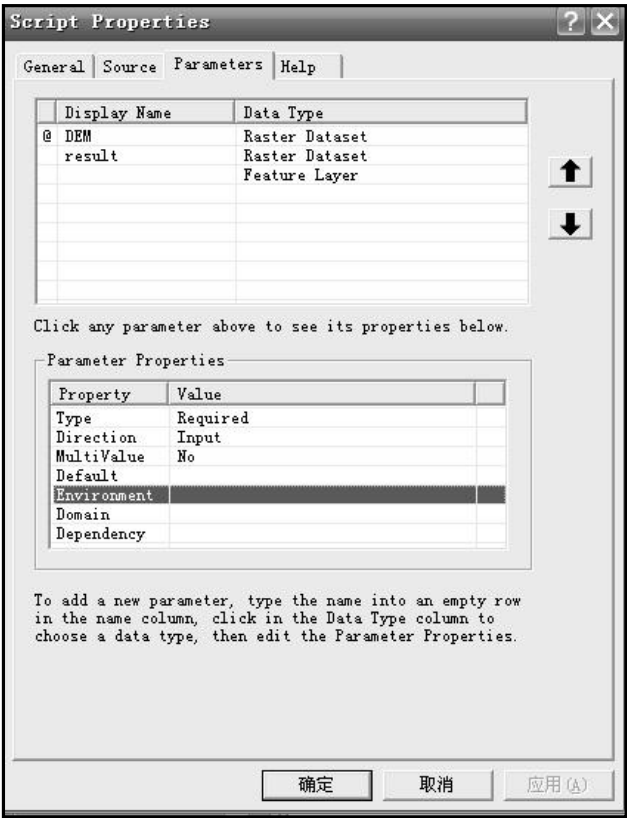 Script Properties
General Source Parameters Help
Display Name Data Type
@ DEM Raster Dataset
result Raster Dataset
Feature Layer
Click any parameter above to see its properties below.
Parameter Properties
Property Value
Type Required
Direction Input
MultiValue No
Default
Environment
Domain
Dependency
To add a new parameter, type the name into an empty row
in the name column, click in the Data Type column to
choose a data type, then edit the Parameter Properties.
确定 取消 应用(A)